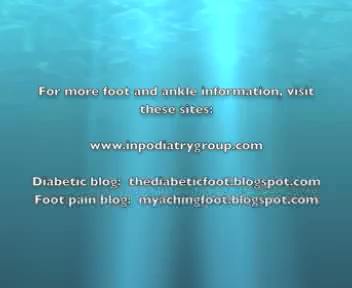 For more foot and ankle information, visit
these sites:
www.inpodiatrygroup.com
Diabetic blog: thediabeticfoot.blogspot.com
Foot pain blog: myachingfoot.blogspot.com